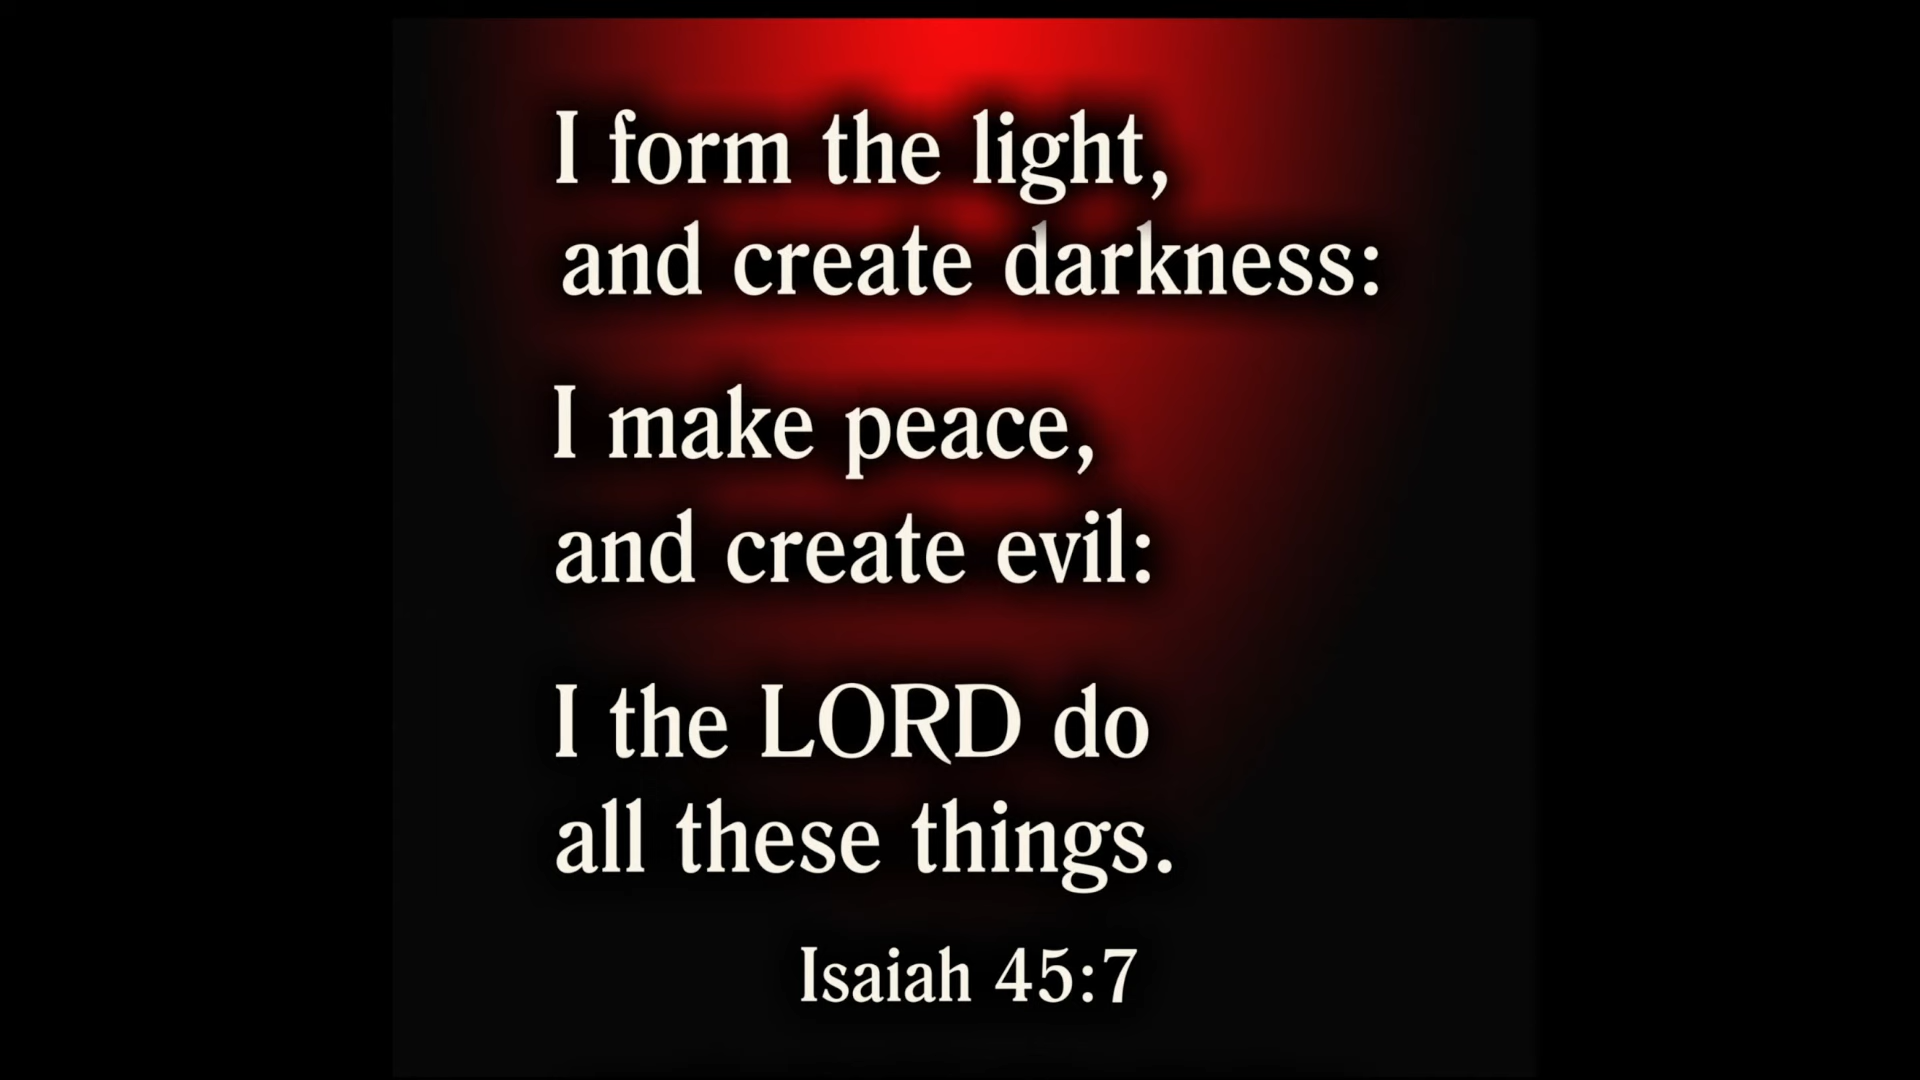 I form the light,
and create darkness:
I make peace,
and create evil:
I the LORD do
all these things.
Isaiah 45:7